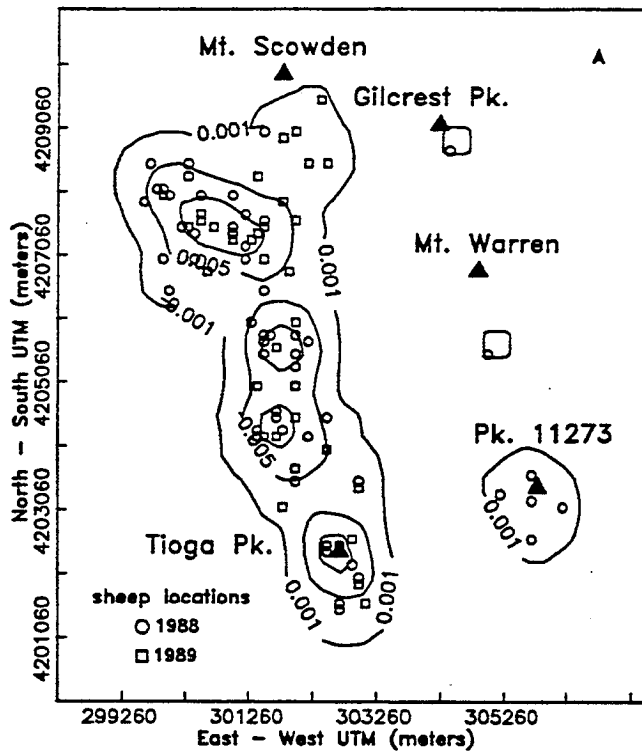 Mt. Scowden
Gilcrest Pk.
4209060
0.001
Mt. Warren
4207060
0.005
0.001
0.001
North - South UTM (meters)
4205060
Pk. 11273
0.005
4203060
0.001
Tioga Pk.
sheep locations
1988
1989
0.001
0.001
4201060
299260
301260
303260
305260
East - West UTM (meters)